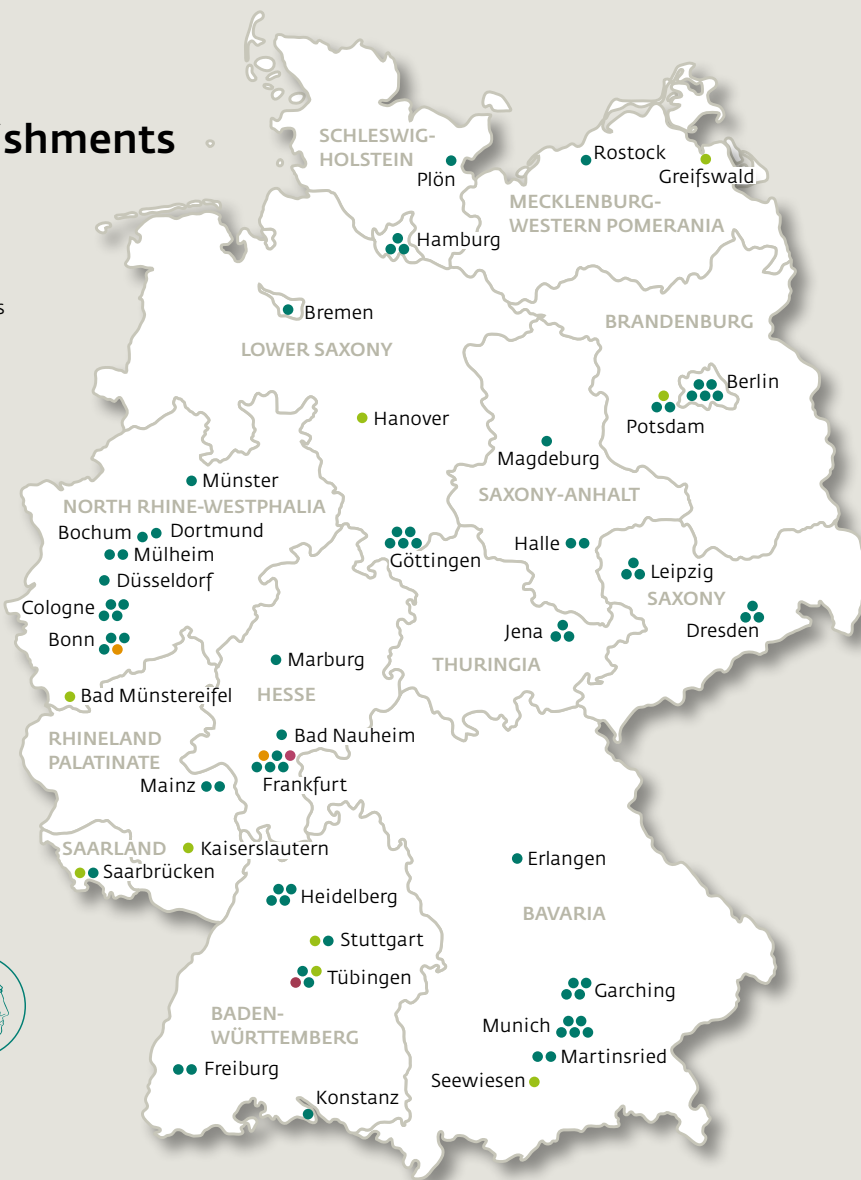 ishments
s
SCHLESWIG-
HOLSTEIN
Plön
Rostock
Greifswald
MECKLENBURG-
WESTERN POMERANIA
Hamburg
Bremen
LOWER SAXONY
BRANDENBURG
Berlin
Potsdam
Hanover
Magdeburg
SAXONY-ANHALT
Münster
NORTH RHINE-WESTPHALIA
Bochum
Dortmund
Mülheim
Düsseldorf
Cologne
Bonn
Göttingen
Halle
Leipzig
SAXONY
Dresden
Jena
THURINGIA
Marburg
HESSE
Bad Münstereifel
RHINELAND
PALATINATE
Bad Nauheim
Frankfurt
Mainz
SAARLAND
Kaiserslautern
Saarbrücken
Erlangen
Heidelberg
BAVARIA
Stuttgart
Tübingen
Garching
BADEN-
WÜRTTEMBERG
Munich
Martinsried
Seewiesen
Freiburg
Konstanz